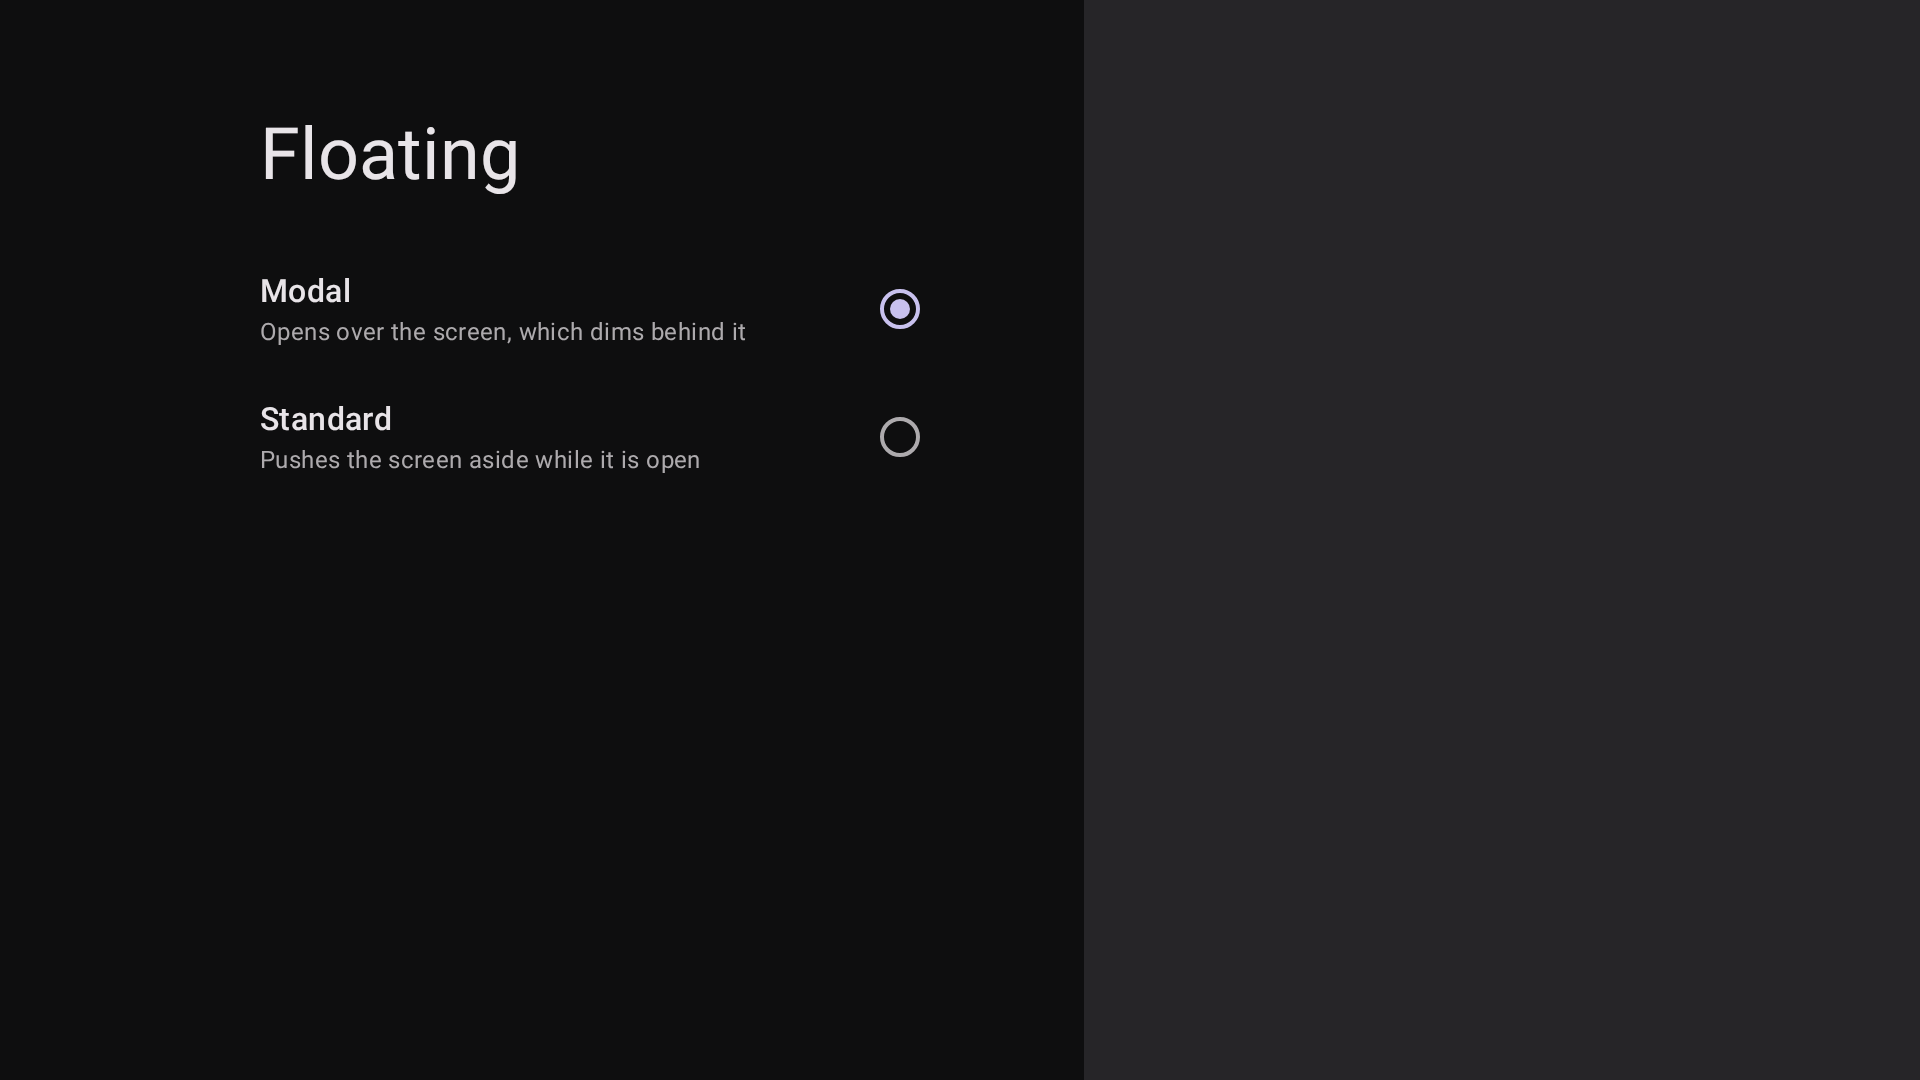 Floating
Modal
Opens over the screen, which dims behind it
Standard
Pushes the screen aside while it is open